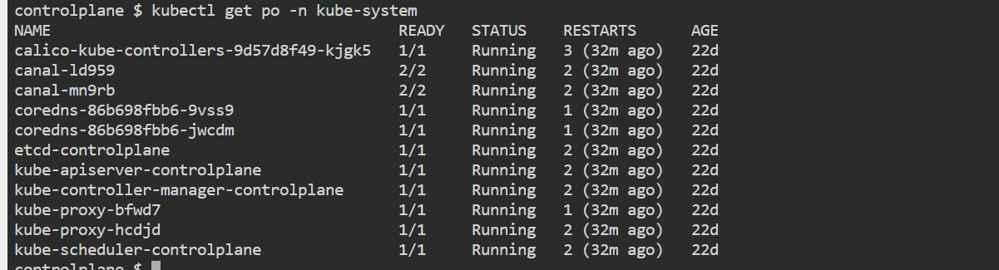 controlplane $ kubectl get po -n kube-system
NAME READY STATUS RESTARTS AGE
calico-kube-controllers-9d57d8f49-kjgk5 1/1 Running 3 (32m ago) 22d
canal-ld959 2/2 Running 2 (32m ago) 22d
canal-mn9rb 2/2 Running 2 (32m ago) 22d
coredns-86b698fbb6-9vss9 1/1 Running 1 (32m ago) 22d
coredns-86b698fbb6-jwcdm 1/1 Running 1 (32m ago) 22d
etcd-controlplane 1/1 Running 2 (32m ago) 22d
kube-apiserver-controlplane 1/1 Running 2 (32m ago) 22d
kube-controller-manager-controlplane 1/1 Running 2 (32m ago) 22d
kube-proxy-bfwd7 1/1 Running 1 (32m ago) 22d
kube-proxy-hcdjd 1/1 Running 2 (32m ago) 22d
kube-scheduler-controlplane 1/1 Running 2 (32m ago) 22d
controlplane $